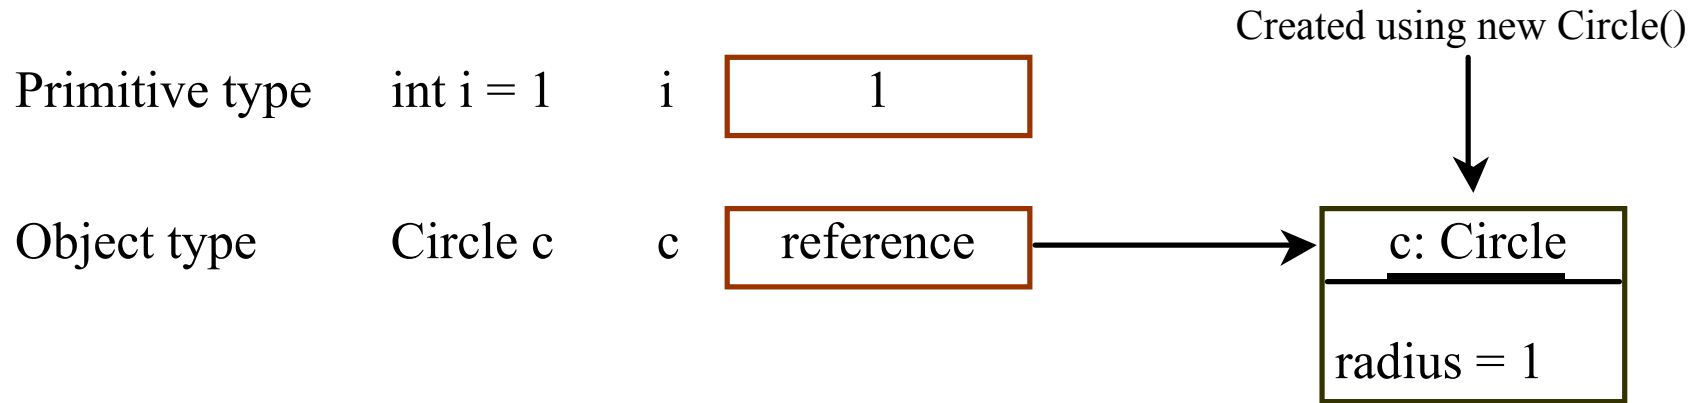 Created using new Circle()
Primitive type int i = 1 i 1
Object type Circle c c reference c: Circle
radius = 1